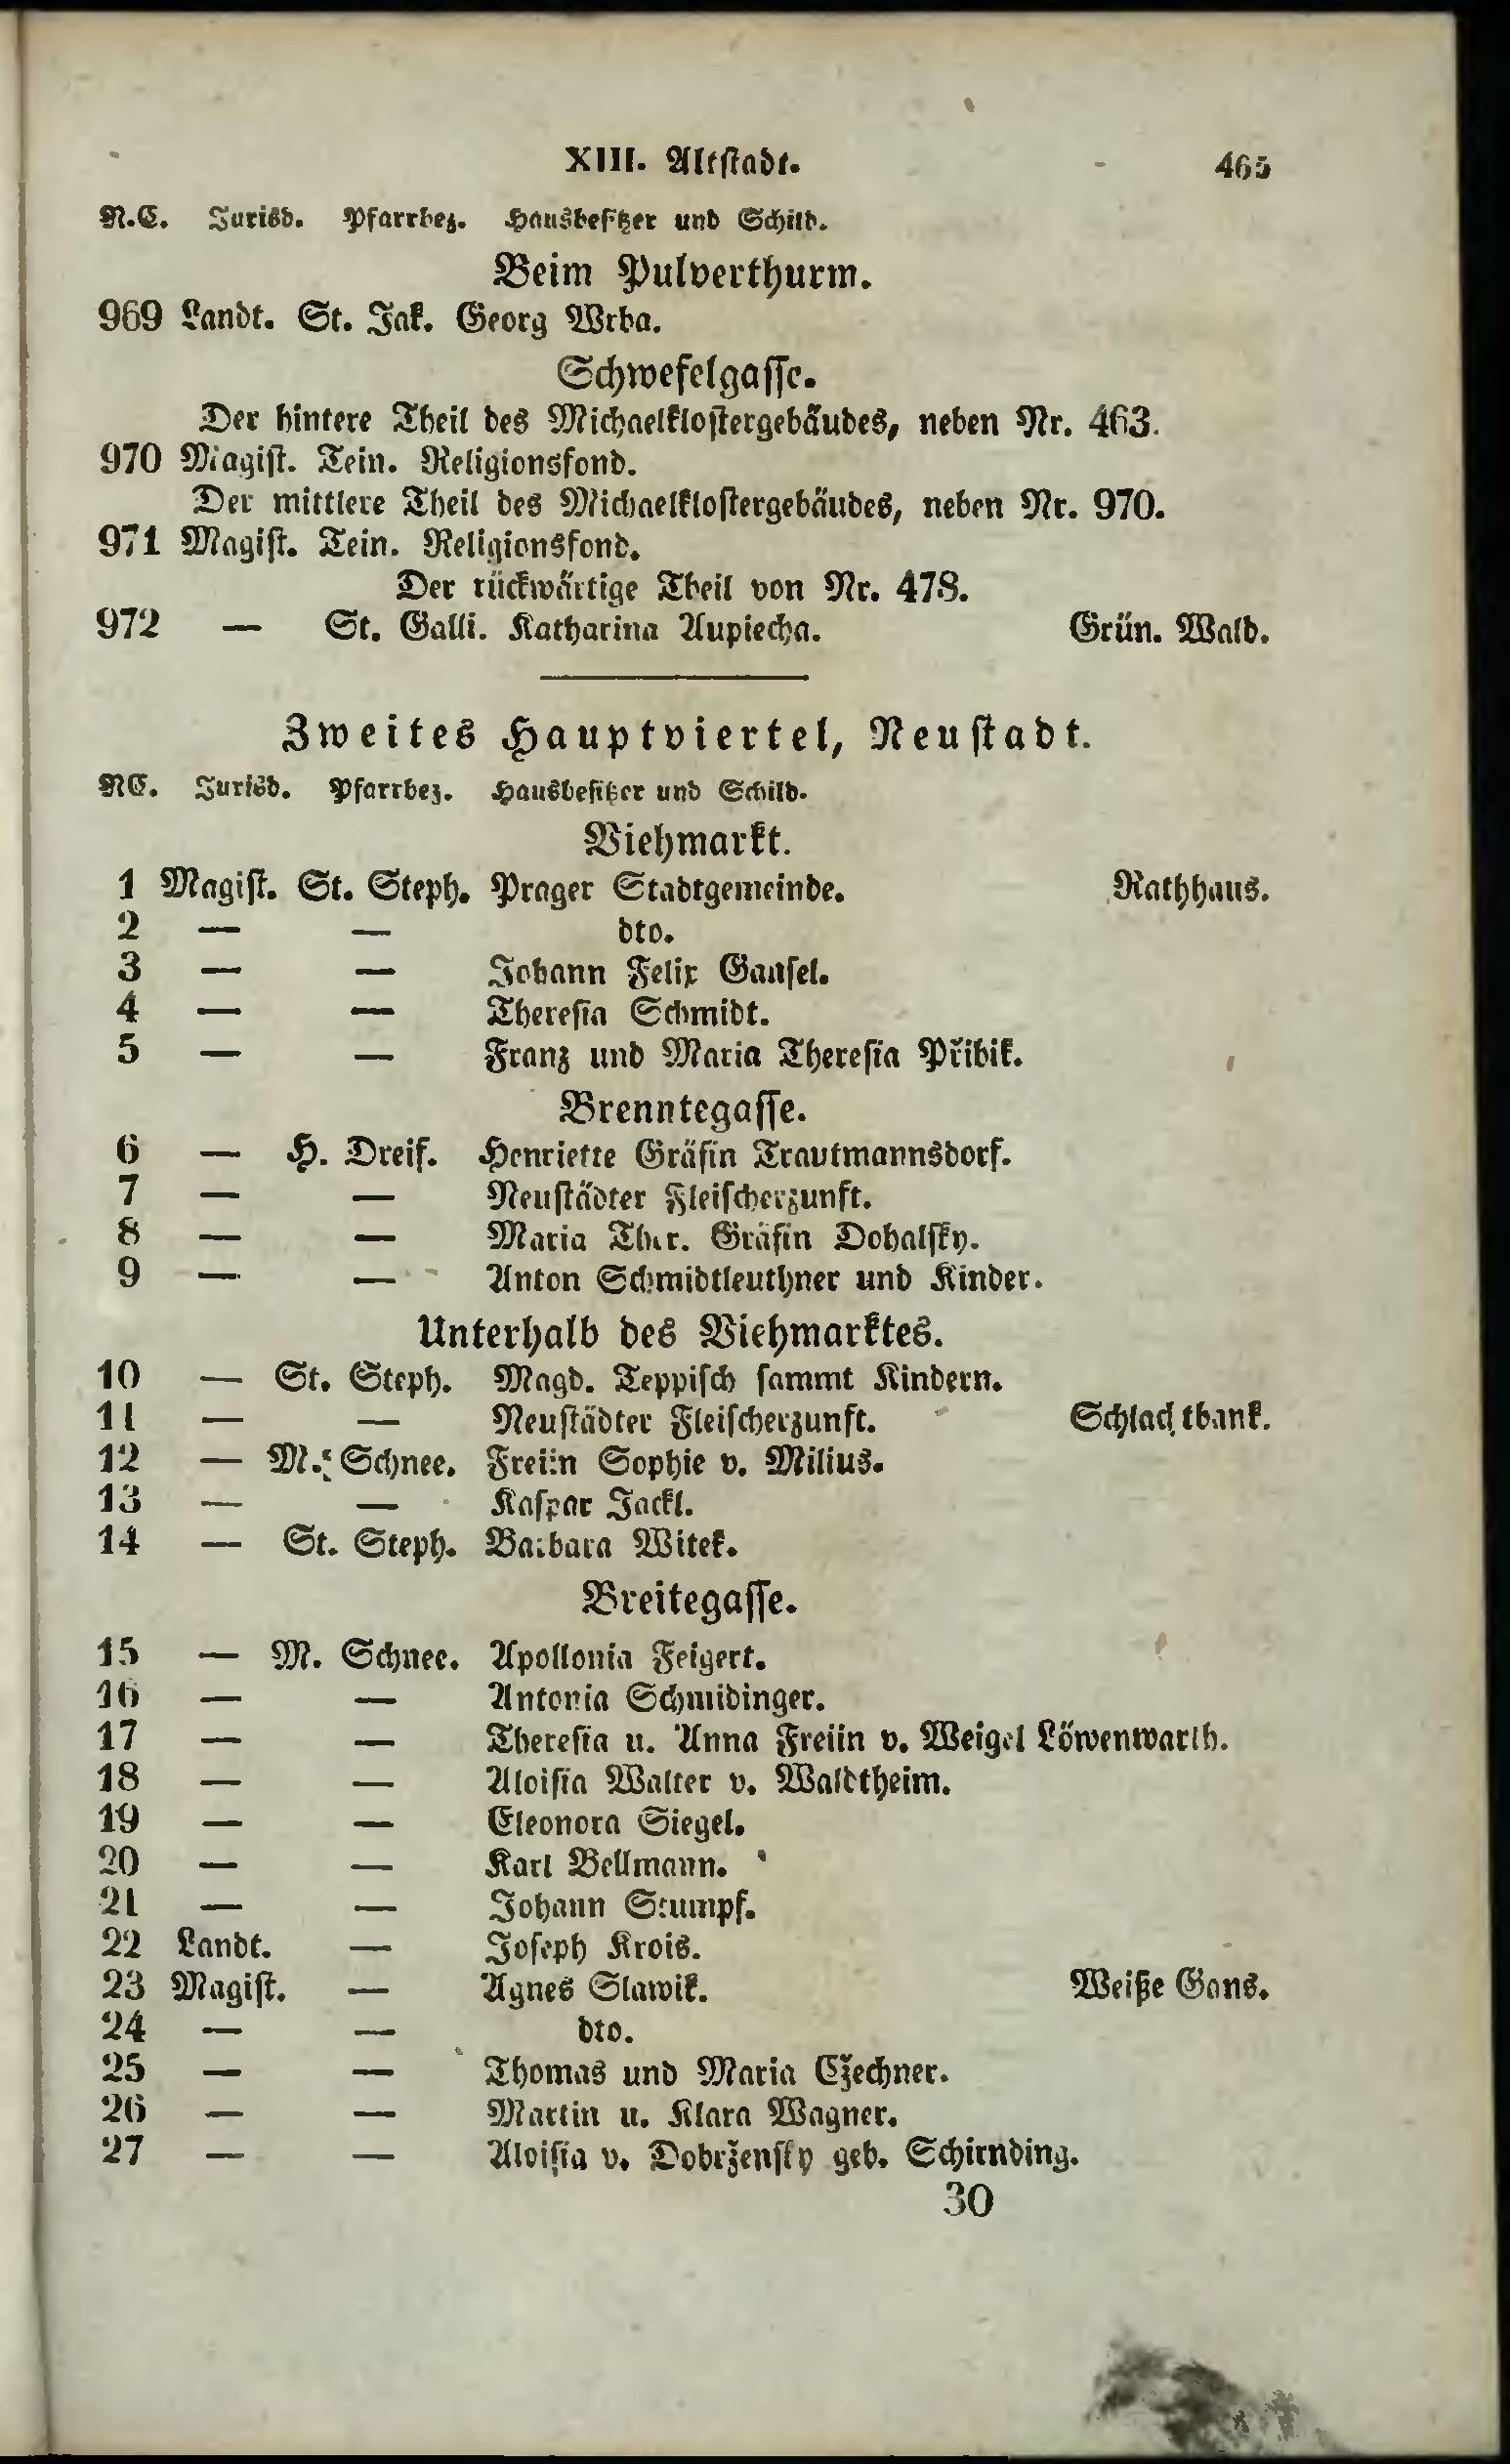 XIII. Altstadt. 465
N.C. Jurisd. Pfarrbez. Hausbesitzer und Schild.
Beim Pulverthurm.
969 Landt. St. Jak. Georg Wrba.
Schwefelgasse.
Der hintere Theil des Michaelklostergebäudes, neben Nr. 463.
970 Magist. Tein. Religionsfond.
Der mittlere Theil des Michaelklostergebäudes, neben Nr. 970.
971 Magist. Tein. Religionsfond.
Der rückwärtige Theil von Nr. 478.
972 — St. Galli. Katharina Aupiecha. Grün. Wald.
Zweites Hauptviertel, Neustadt.
NC. Jurisd. Pfarrbez. Hausbesitzer und Schild.
Viehmarkt.
1 Magist. St. Steph. Prager Stadtgemeinde. Rathhaus.
2 — — dto.
3 — — Johann Felix Gansel.
4 — — Theresia Schmidt.
5 — — Franz und Maria Theresia Přibik.
Brenntegasse.
6 — H. Dreif. Henriette Gräfin Trautmannsdorf.
7 — — Neustädter Fleischerzunft.
8 — — Maria Ther. Gräfin Dohalsky.
9 — — Anton Schmidtleuthner und Kinder.
Unterhalb des Viehmarktes.
10 — St. Steph. Magd. Teppisch sammt Kindern.
11 — — Neustädter Fleischerzunft. Schlachtbank.
12 — M. Schnee. Freiin Sophie v. Milius.
13 — — Kaspar Jackl.
14 — St. Steph. Barbara Witek.
Breitegasse.
15 — M. Schnee. Apollonia Feigert.
16 — — Antonia Schmidinger.
17 — — Theresia u. Anna Freiin v. Weigel Löwenwarth.
18 — — Aloisia Walter v. Waldtheim.
19 — — Eleonora Siegel.
20 — — Karl Bellmann.
21 — — Johann Stumpf.
22 Landt. — Joseph Krois.
23 Magist. — Agnes Slawik. Weiße Gans.
24 — — dto.
25 — — Thomas und Maria Cžechner.
26 — — Martin u. Klara Wagner.
27 — — Aloisia v. Dobrženský geb. Schirnding.
30